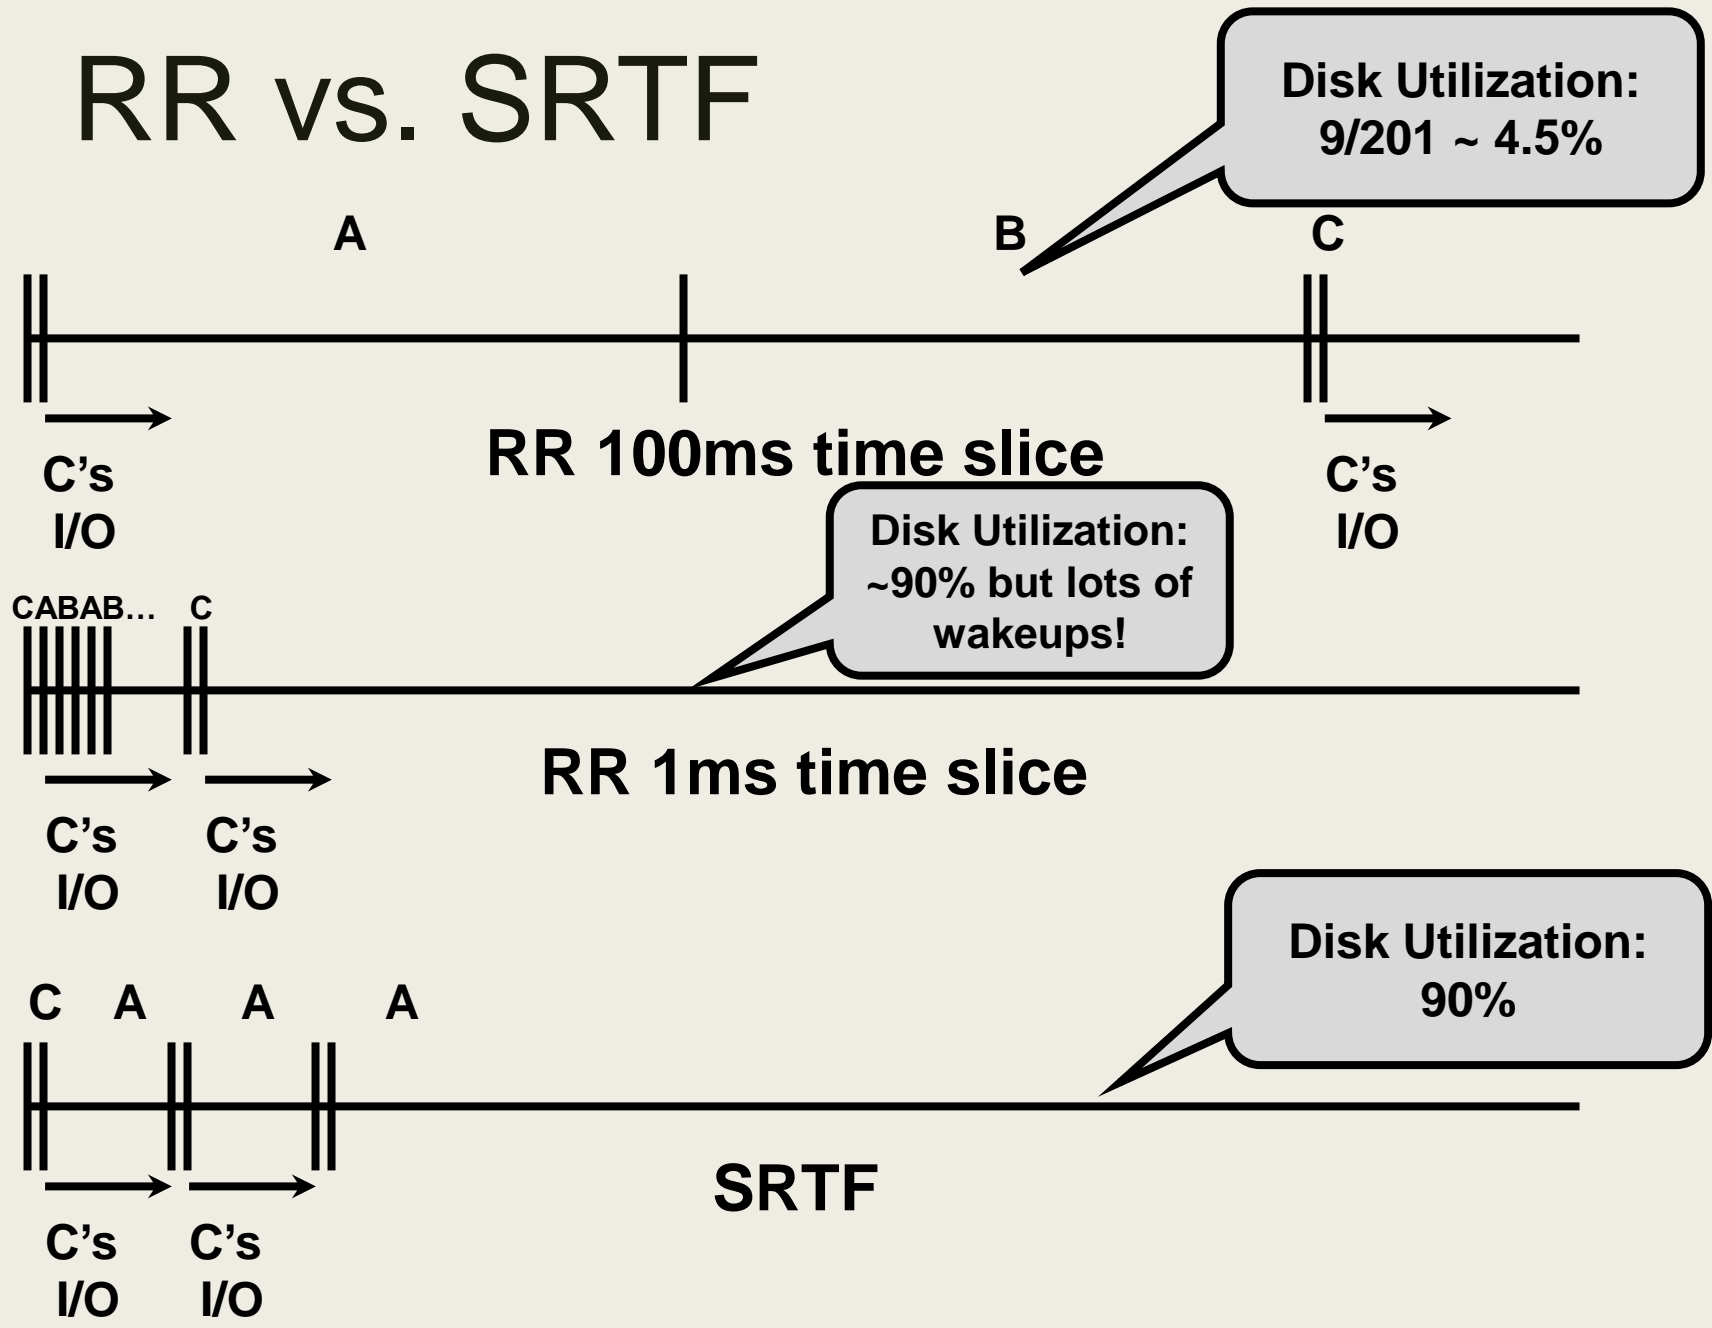 RR vs. SRTF
Disk Utilization:
9/201 ~ 4.5%
A
B
C
C's
I/O
RR 100ms time slice
C's
I/O
Disk Utilization:
~90% but lots of
wakeups!
CABAB…
C
RR 1ms time slice
C's
I/O
C's
I/O
Disk Utilization:
90%
C
A
A
A
SRTF
C's
I/O
C's
I/O